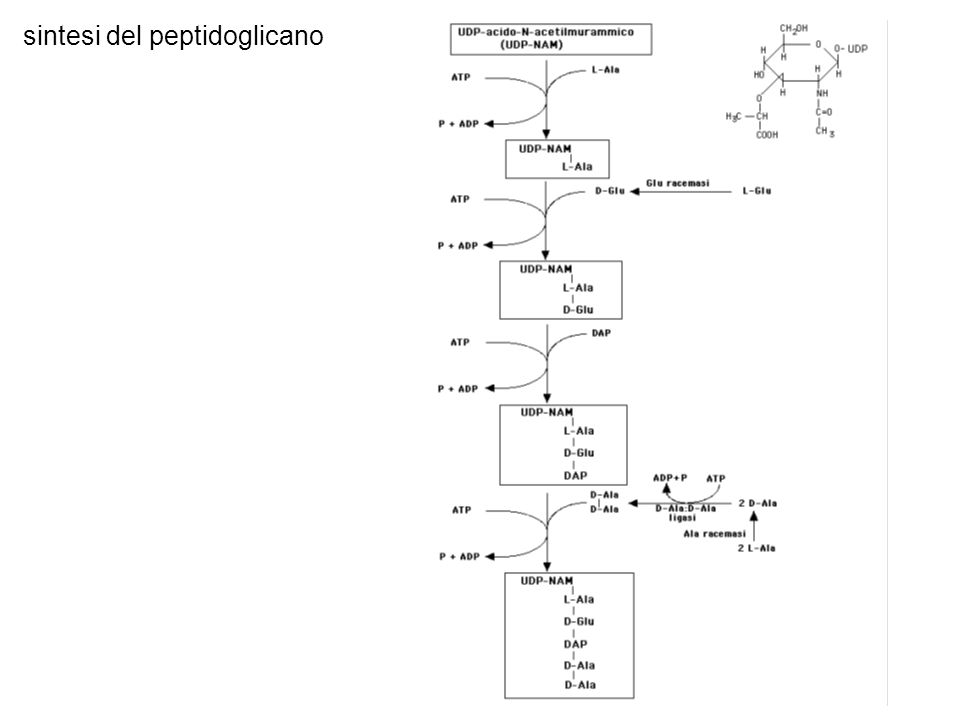 sintesi del peptidoglicano
UDP-acido-N-acetilmurammico
(UDP-NAM)
CH2OH
H
O
O- UDP
H
H
HO
H
H
H
O
NH
H3C
CH
C=O
COOH
CH3
ATP
L-Ala
P + ADP
UDP-NAM
L-Ala
ATP
D-Glu
Glu racemasi
L-Glu
P + ADP
UDP-NAM
L-Ala
D-Glu
ATP
DAP
P + ADP
UDP-NAM
L-Ala
D-Glu
DAP
ATP
D-Ala
D-Ala
ADP+P
ATP
D-Ala:D-Ala
ligasi
2 D-Ala
Ala racemasi
2 L-Ala
P + ADP
UDP-NAM
L-Ala
D-Glu
DAP
D-Ala
D-Ala